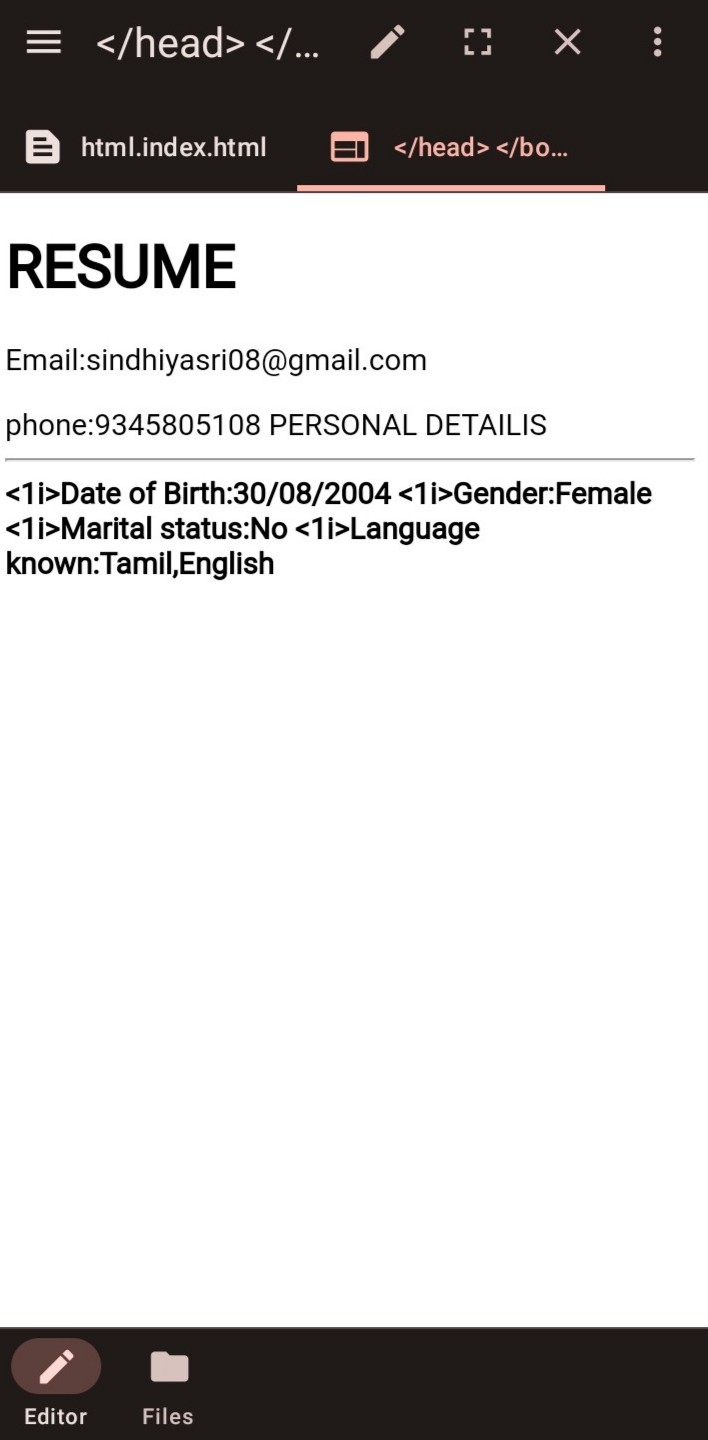 </head> </...
html.index.html
</head> </bo...
RESUME
Email:sindhiyasri08@gmail.com
phone:9345805108 PERSONAL DETAILIS
<1i>Date of Birth:30/08/2004 <1i>Gender:Female
<1i>Marital status:No <1i>Language
known:Tamil,English
Editor
Files